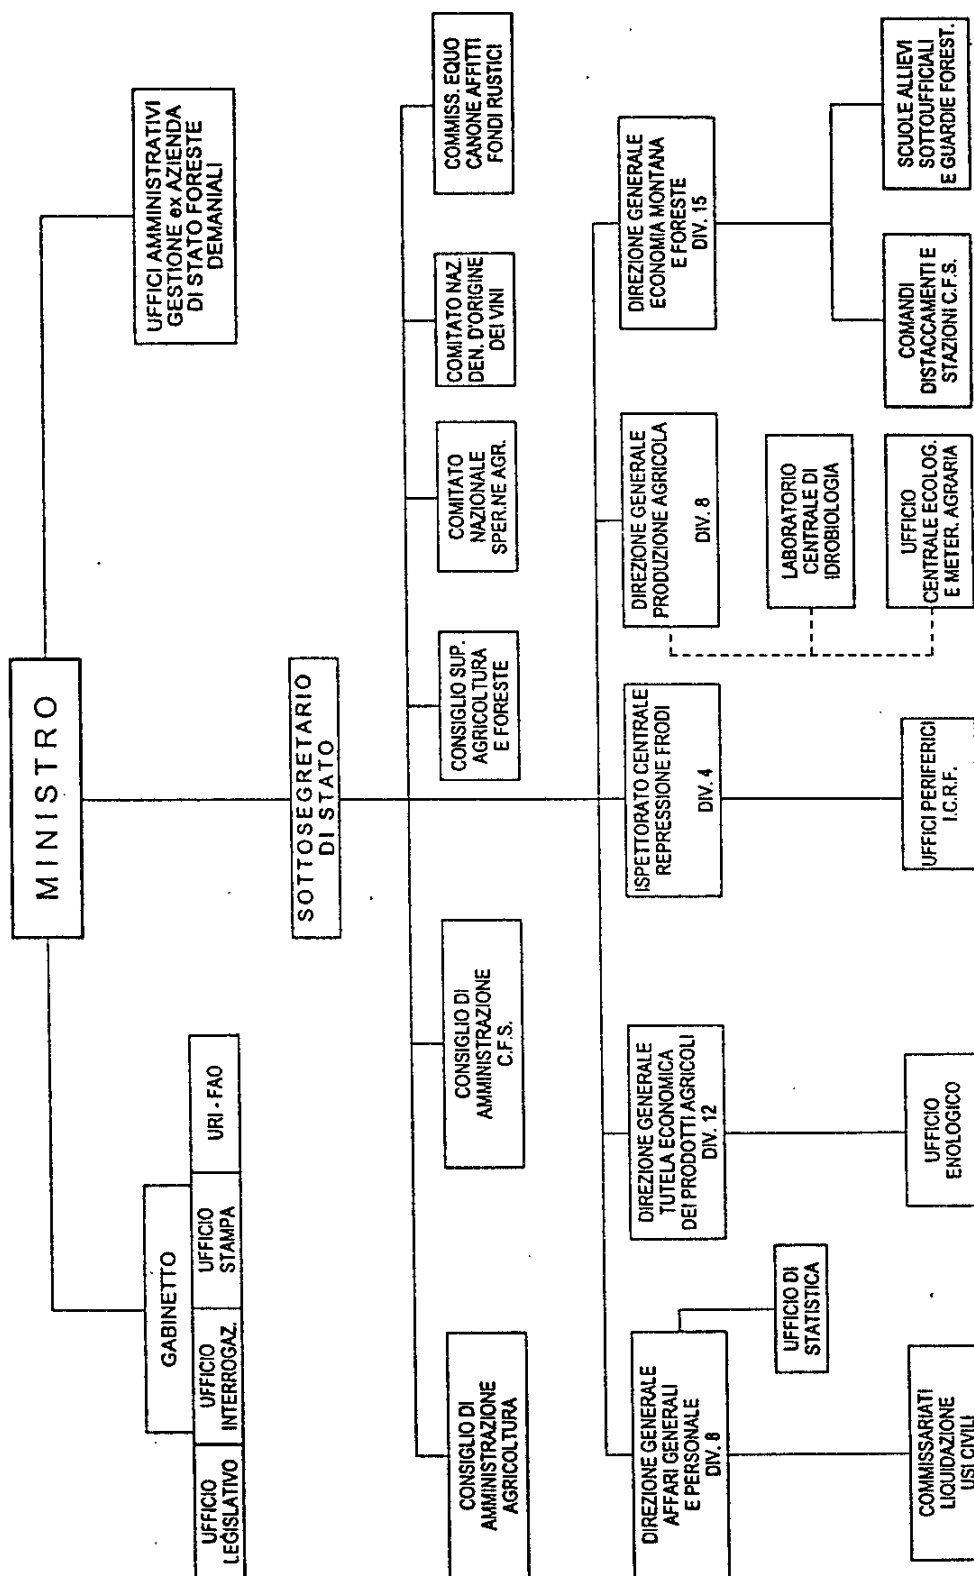 MINISTRO
UFFICI AMMINISTRATIVI
GESTIONE ex AZIENDA
DI STATO FORESTE
DEMANIALI
GABINETTO
UFFICIO
LEGISLATIVO
UFFICIO
INTERROGAZ.
UFFICIO
STAMPA
URI - FAO
SOTTOSEGRETARIO
DI STATO
CONSIGLIO DI
AMMINISTRAZIONE
AGRICOLTURA
CONSIGLIO DI
AMMINISTRAZIONE
C.F.S.
CONSIGLIO SUP.
AGRICOLTURA
E FORESTE
COMITATO
NAZIONALE
SPER.NE AGR.
COMITATO NAZ.
DEN. D'ORIGINE
DEI VINI
COMMISS. EQUO
CANONE AFFITTI
FONDI RUSTICI
DIREZIONE GENERALE
AFFARI GENERALI
E PERSONALE
DIV. 8
DIREZIONE GENERALE
TUTELA ECONOMICA
DEI PRODOTTI AGRICOLI
DIV. 12
ISPETTORATO CENTRALE
REPRESSIONE FRODI
DIV. 4
DIREZIONE GENERALE
PRODUZIONE AGRICOLA
DIV. 8
DIREZIONE GENERALE
ECONOMIA MONTANA
E FORESTE
DIV. 15
UFFICIO DI
STATISTICA
LABORATORIO
CENTRALE DI
IDROBIOLOGIA
COMMISSARIATI
LIQUIDAZIONE
USI CIVILI
UFFICIO
ENOLOGICO
UFFICI PERIFERICI
I.C.R.F.
UFFICIO
CENTRALE ECOLOG.
E METER. AGRARIA
COMANDI
DISTACCAMENTI E
STAZIONI C.F.S.
SCUOLE ALLIEVI
SOTTOUFFICIALI
E GUARDIE FOREST.